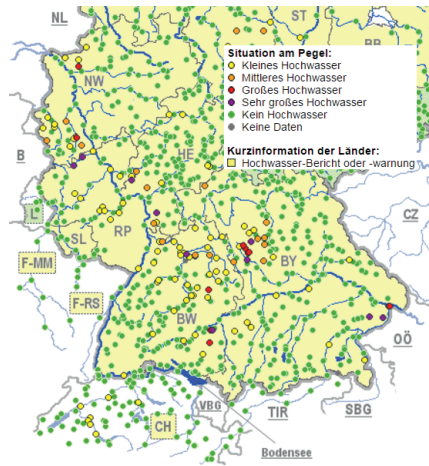 NL
ST
BB
NW
Situation am Pegel:
Kleines Hochwasser
Mittleres Hochwasser
Großes Hochwasser
Sehr großes Hochwasser
Kein Hochwasser
Keine Daten
Kurzinformation der Länder:
Hochwasser-Bericht oder -warnung
HE
B
L
RP
SL
CZ
F-MM
BY
F-RS
BW
OÖ
VBG
TIR
SBG
CH
Bodensee